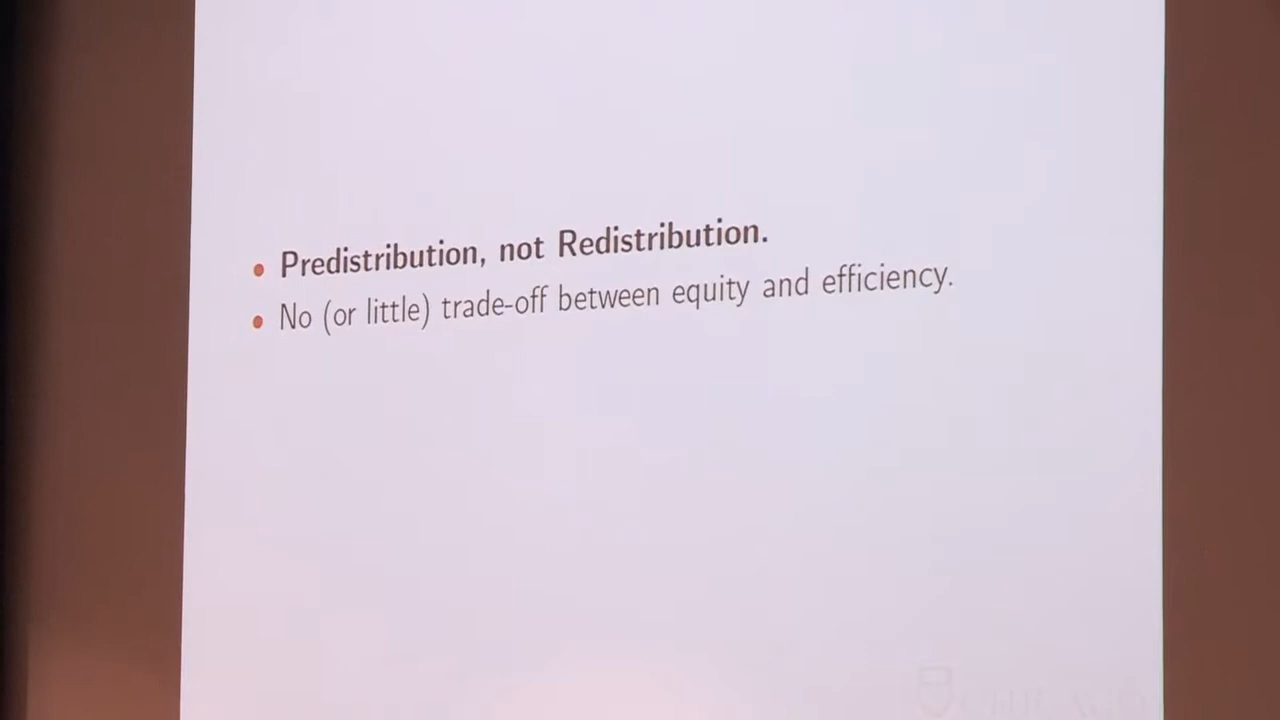 • Predistribution, not Redistribution.
• No (or little) trade-off between equity and efficiency.